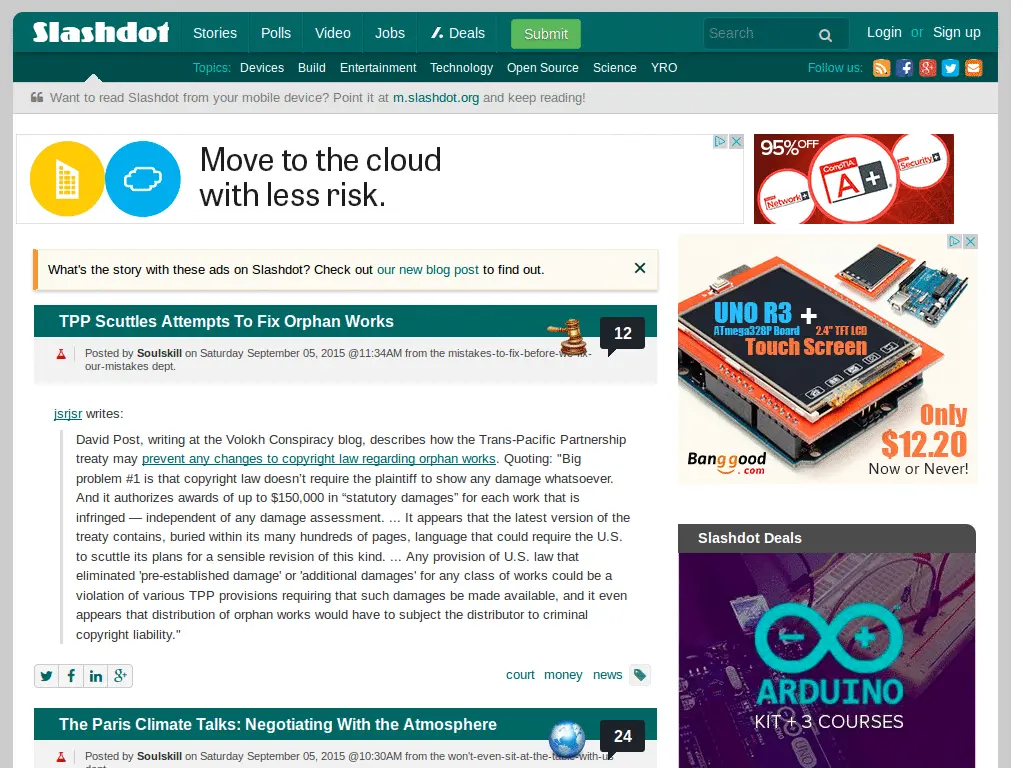 Slashdot Stories Polls Video Jobs Deals Submit Search Login or Sign up
Topics: Devices Build Entertainment Technology Open Source Science YRO Follow us:
Want to read Slashdot from your mobile device? Point it at m.slashdot.org and keep reading!
Move to the cloud
with less risk.
95%OFF
CompTIA
A+
Network+
Security+
What's the story with these ads on Slashdot? Check out our new blog post to find out.
TPP Scuttles Attempts To Fix Orphan Works
12
Posted by Soulskill on Saturday September 05, 2015 @11:34AM from the mistakes-to-fix-before-we-fix-
our-mistakes dept.
jsrjsr writes:
David Post, writing at the Volokh Conspiracy blog, describes how the Trans-Pacific Partnership
treaty may prevent any changes to copyright law regarding orphan works. Quoting: "Big
problem #1 is that copyright law doesn’t require the plaintiff to show any damage whatsoever.
And it authorizes awards of up to $150,000 in “statutory damages” for each work that is
infringed — independent of any damage assessment. … It appears that the latest version of the
treaty contains, buried within its many hundreds of pages, language that could require the U.S.
to scuttle its plans for a sensible revision of this kind. … Any provision of U.S. law that
eliminated 'pre-established damage' or 'additional damages' for any class of works could be a
violation of various TPP provisions requiring that such damages be made available, and it even
appears that distribution of orphan works would have to subject the distributor to criminal
copyright liability."
court money news
The Paris Climate Talks: Negotiating With the Atmosphere
24
Posted by Soulskill on Saturday September 05, 2015 @10:30AM from the won't-even-sit-at-the-table-with-us
UNO R3 +
ATmega328P Board 2.4" TFT LCD
Touch Screen
Only
$12.20
Now or Never!
Banggood
.com
Slashdot Deals
ARDUINO
KIT + 3 COURSES